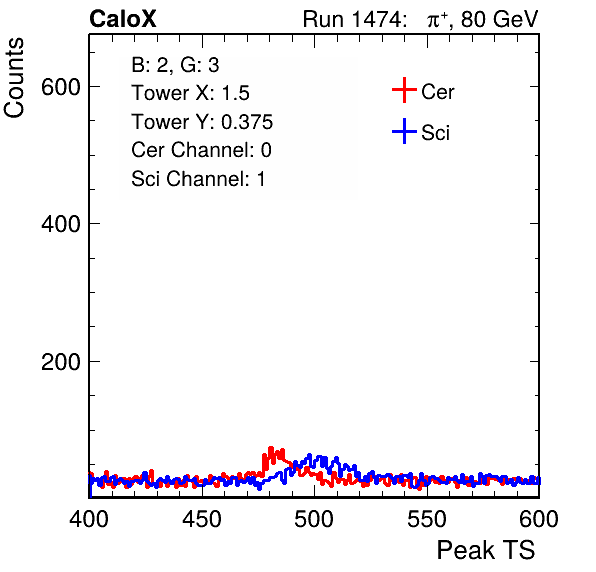 CaloX Run 1474: π⁺, 80 GeV
B: 2, G: 3
Tower X: 1.5
Tower Y: 0.375
Cer Channel: 0
Sci Channel: 1
Cer
Sci
Counts
600
400
200
400 450 500 550 600
Peak TS